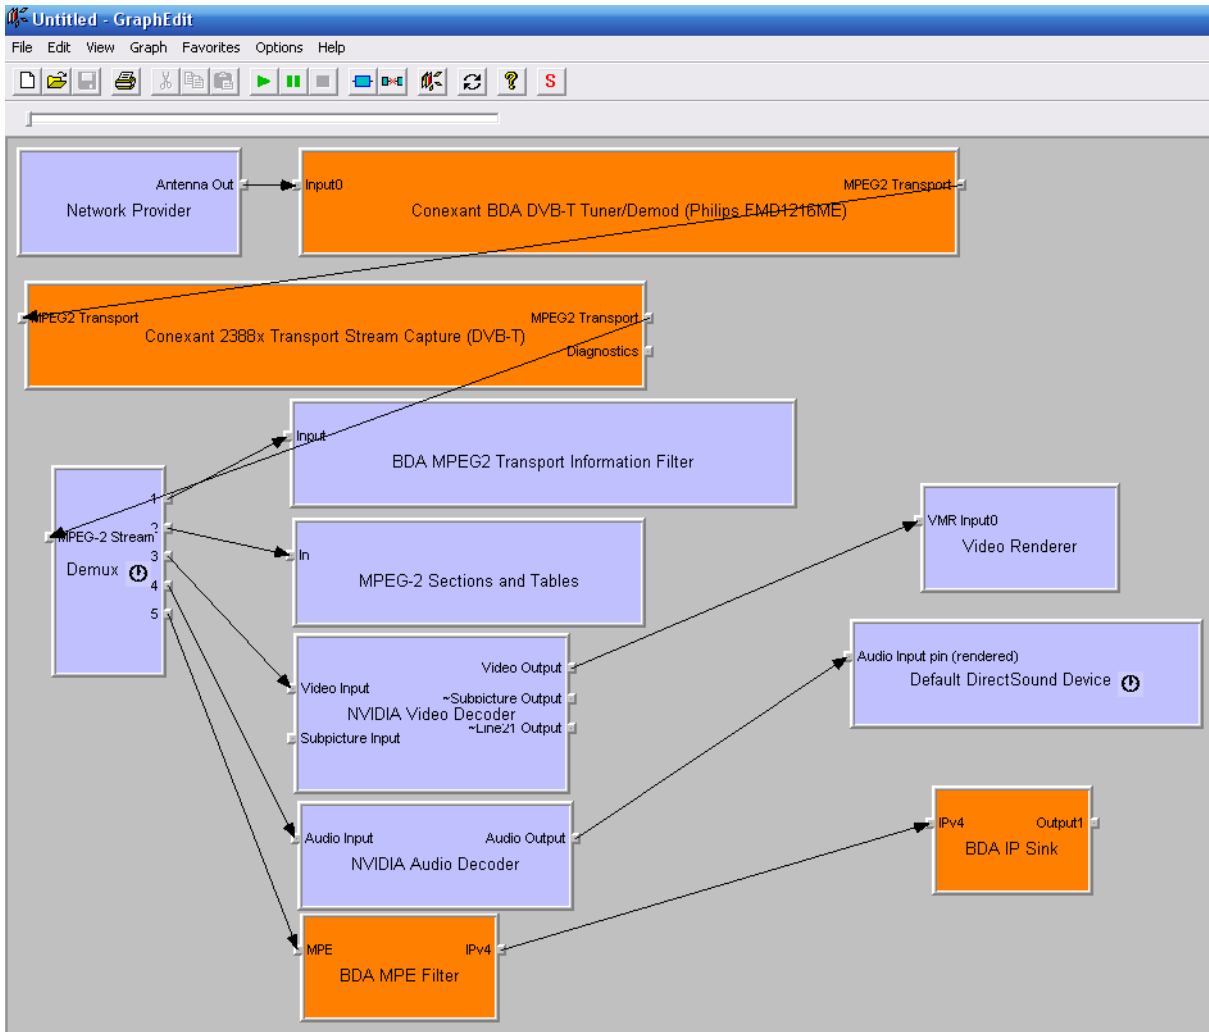 Untitled - GraphEdit
File Edit View Graph Favorites Options Help
S
Antenna Out
Network Provider
Input0
MPEG2 Transport
Conexant BDA DVB-T Tuner/Demod (Philips FMD1216ME)
MPEG2 Transport
MPEG2 Transport
Conexant 2388x Transport Stream Capture (DVB-T)
Diagnostics
Input
BDA MPEG2 Transport Information Filter
1
2
MPEG-2 Stream
3
Demux
4
5
In
MPEG-2 Sections and Tables
VMR Input0
Video Renderer
Video Output
Video Input
~Subpicture Output
NVIDIA Video Decoder
~Line21 Output
Subpicture Input
Audio Input pin (rendered)
Default DirectSound Device
Audio Input
Audio Output
NVIDIA Audio Decoder
IPv4
Output1
BDA IP Sink
MPE
IPv4
BDA MPE Filter